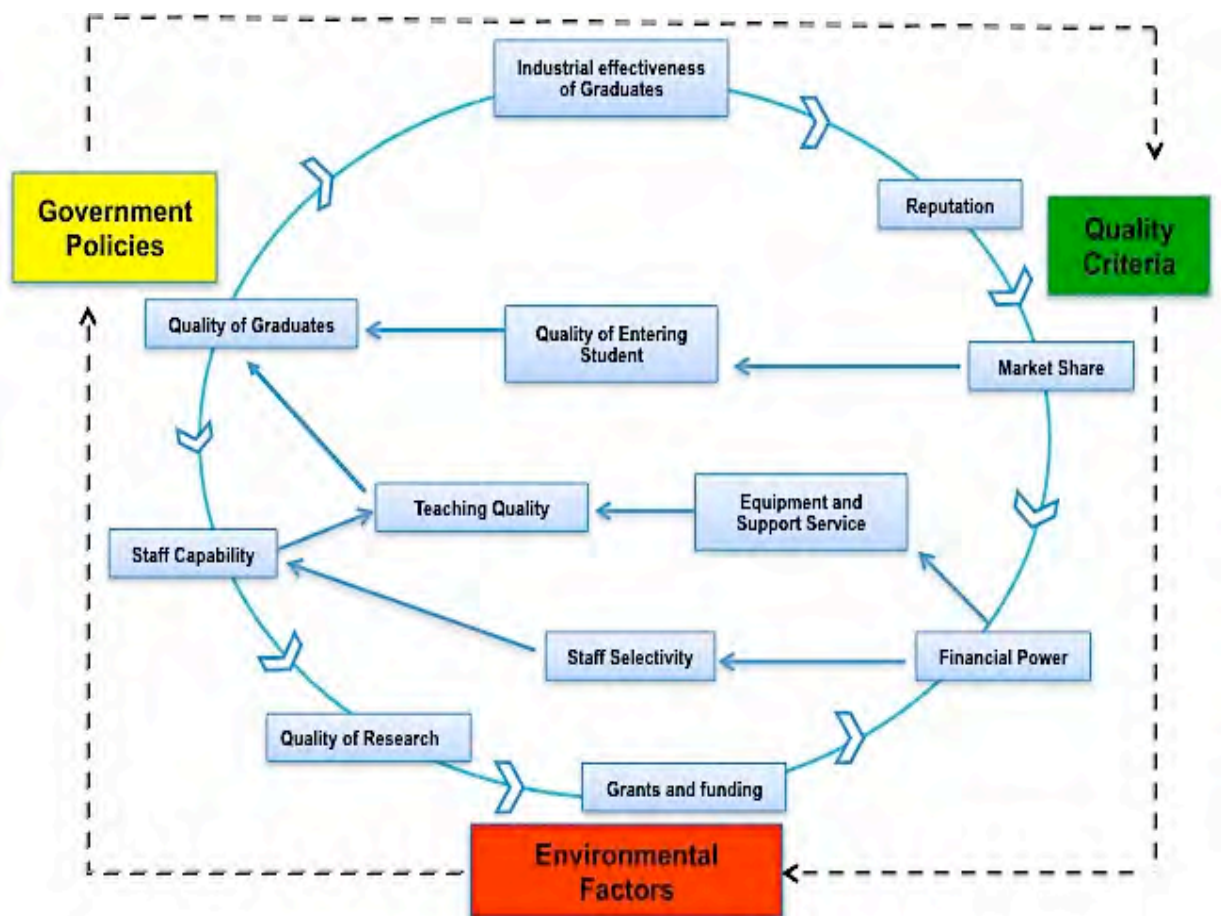 Industrial effectiveness
of Graduates
Government
Policies
Reputation
Quality
Criteria
Quality of Graduates
Quality of Entering
Student
Market Share
Teaching Quality
Equipment and
Support Service
Staff Capability
Staff Selectivity
Financial Power
Quality of Research
Grants and funding
Environmental
Factors